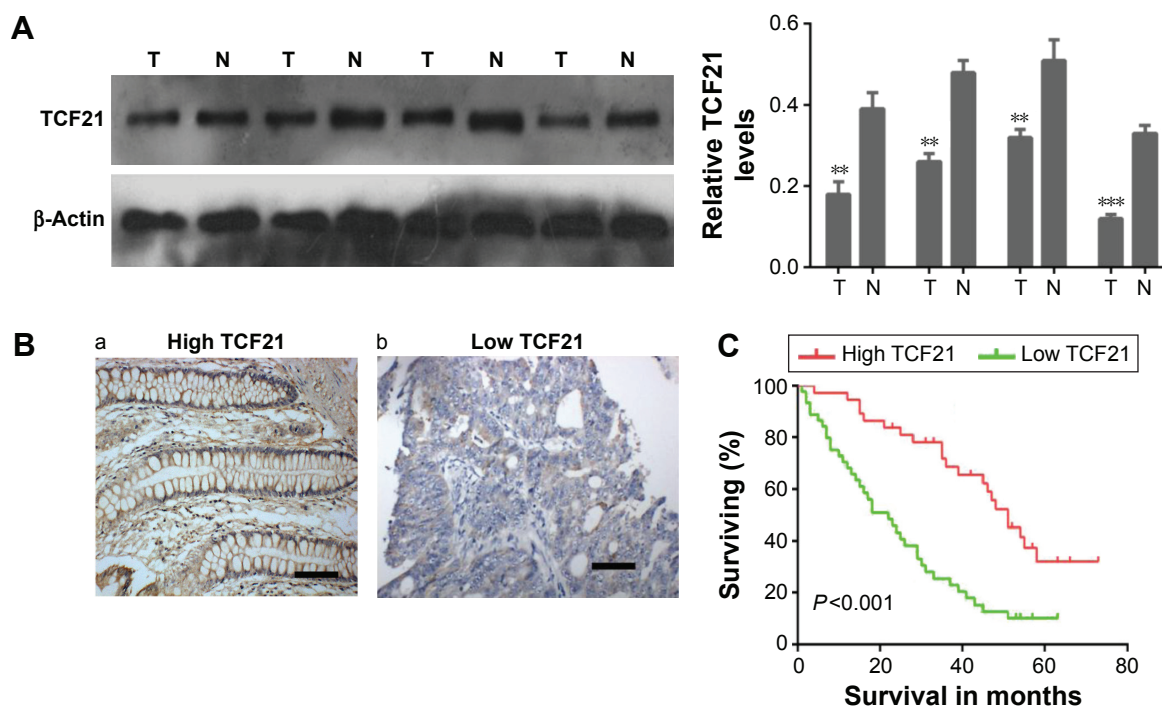 A
T N T N T N T N
TCF21
β-Actin
Relative TCF21
levels
0.6
0.4
0.2
0.0
** ** ** ***
T N T N T N T N
B
a High TCF21
b Low TCF21
C
High TCF21 Low TCF21
Surviving (%)
100
80
60
40
20
0
P<0.001
0 20 40 60 80
Survival in months